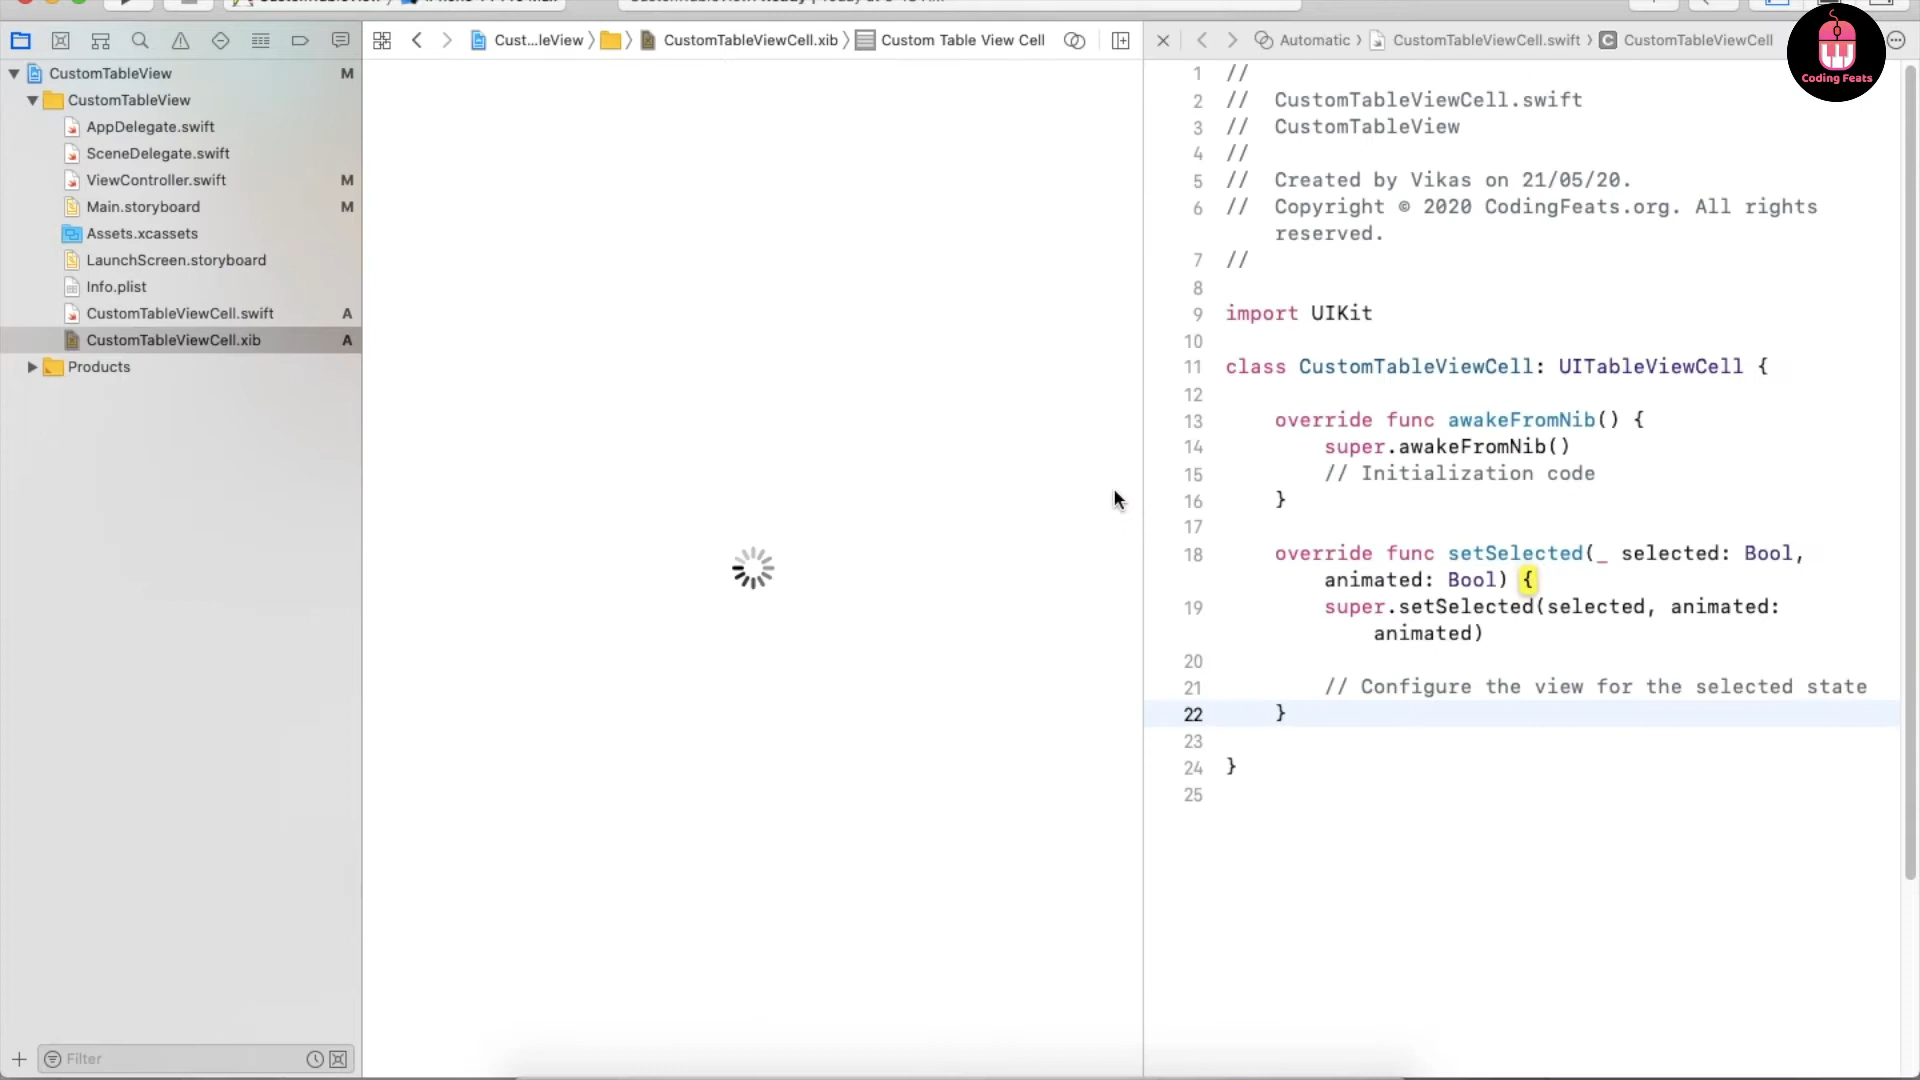 Cust...leView
CustomTableViewCell.xib
Custom Table View Cell
Automatic
CustomTableViewCell.swift
C
CustomTableViewCell
Coding Feats
CustomTableView M
CustomTableView
AppDelegate.swift
SceneDelegate.swift
ViewController.swift M
Main.storyboard M
Assets.xcassets
LaunchScreen.storyboard
Info.plist
CustomTableViewCell.swift A
CustomTableViewCell.xib A
Products
Filter
1 //
2 //  CustomTableViewCell.swift
3 //  CustomTableView
4 //
5 //  Created by Vikas on 21/05/20.
6 //  Copyright © 2020 CodingFeats.org. All rights
reserved.
7 //
8
9 import UIKit
10
11 class CustomTableViewCell: UITableViewCell {
12
13     override func awakeFromNib() {
14         super.awakeFromNib()
15         // Initialization code
16     }
17
18     override func setSelected(_ selected: Bool,
animated: Bool) {
19         super.setSelected(selected, animated:
animated)
20
21         // Configure the view for the selected state
22     }
23
24 }
25